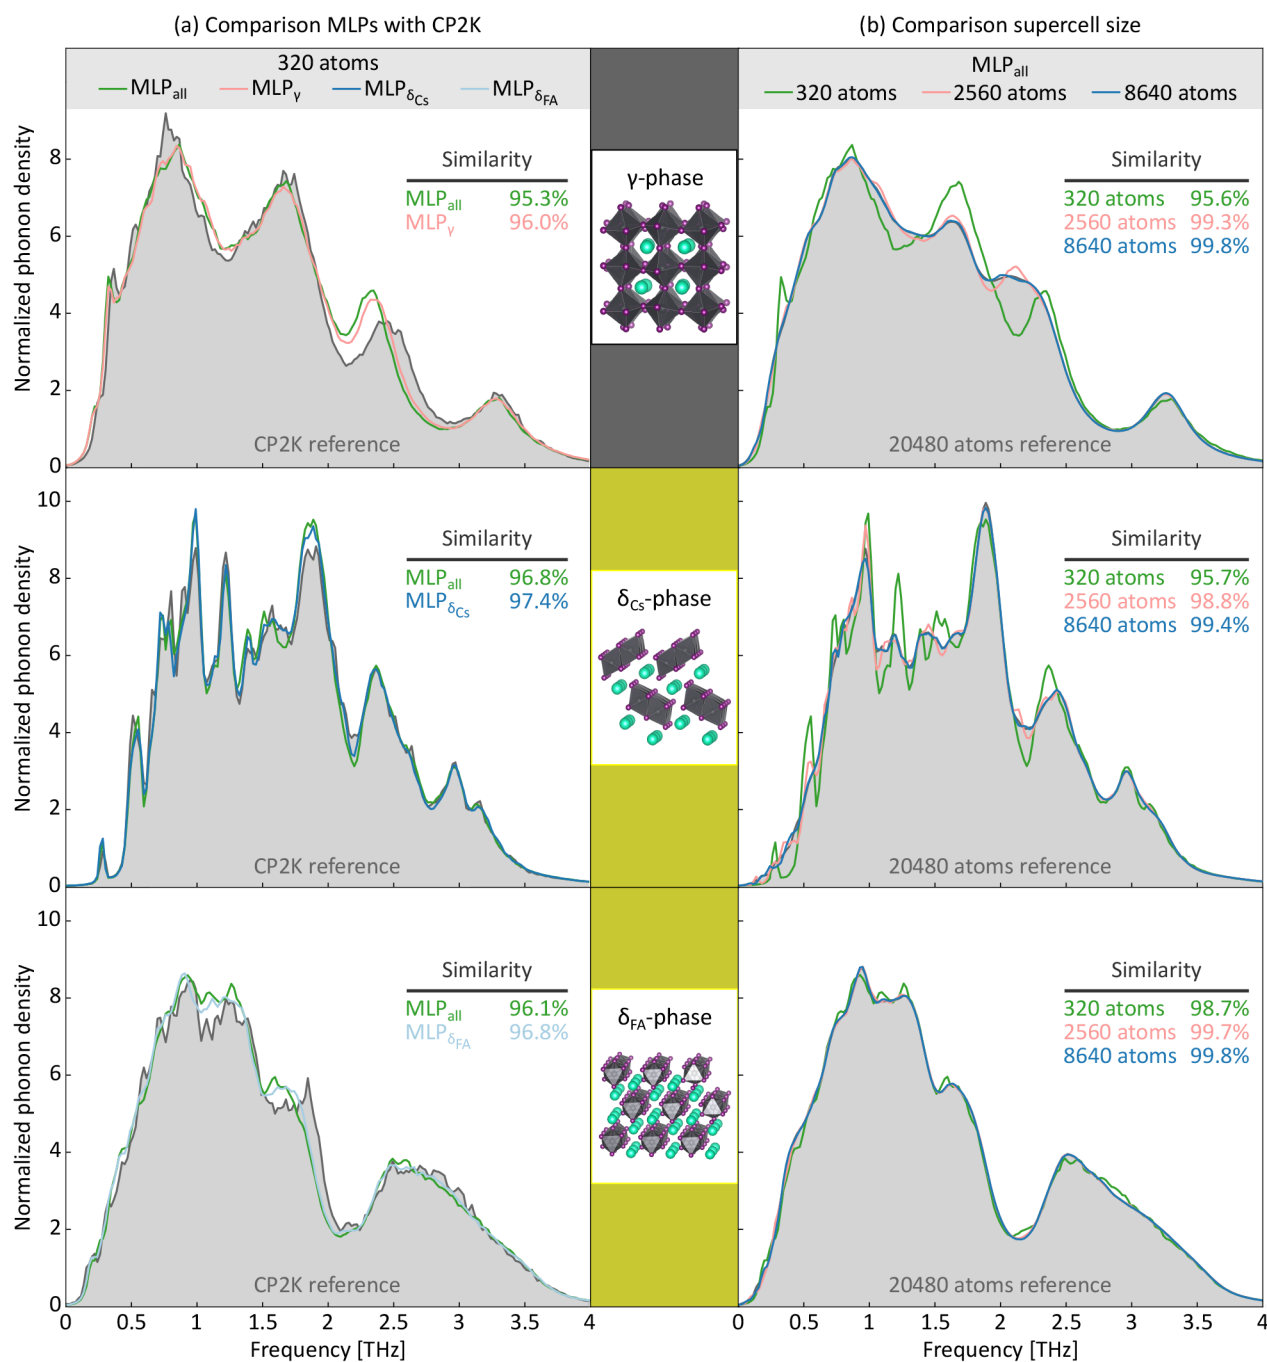 (a) Comparison MLPs with CP2K
(b) Comparison supercell size
320 atoms
MLPall MLPγ MLPδCs MLPδFA
MLPall
320 atoms 2560 atoms 8640 atoms
Normalized phonon density
8
6
4
2
0
Similarity
MLPall 95.3%
MLPγ 96.0%
CP2K reference
γ-phase
Similarity
320 atoms 95.6%
2560 atoms 99.3%
8640 atoms 99.8%
20480 atoms reference
Normalized phonon density
10
8
6
4
2
0
Similarity
MLPall 96.8%
MLPδCs 97.4%
CP2K reference
δCs-phase
Similarity
320 atoms 95.7%
2560 atoms 98.8%
8640 atoms 99.4%
20480 atoms reference
Normalized phonon density
10
8
6
4
2
0
Similarity
MLPall 96.1%
MLPδFA 96.8%
CP2K reference
δFA-phase
Similarity
320 atoms 98.7%
2560 atoms 99.7%
8640 atoms 99.8%
20480 atoms reference
0 0.5 1 1.5 2 2.5 3 3.5 4
Frequency [THz]
0 0.5 1 1.5 2 2.5 3 3.5 4
Frequency [THz]